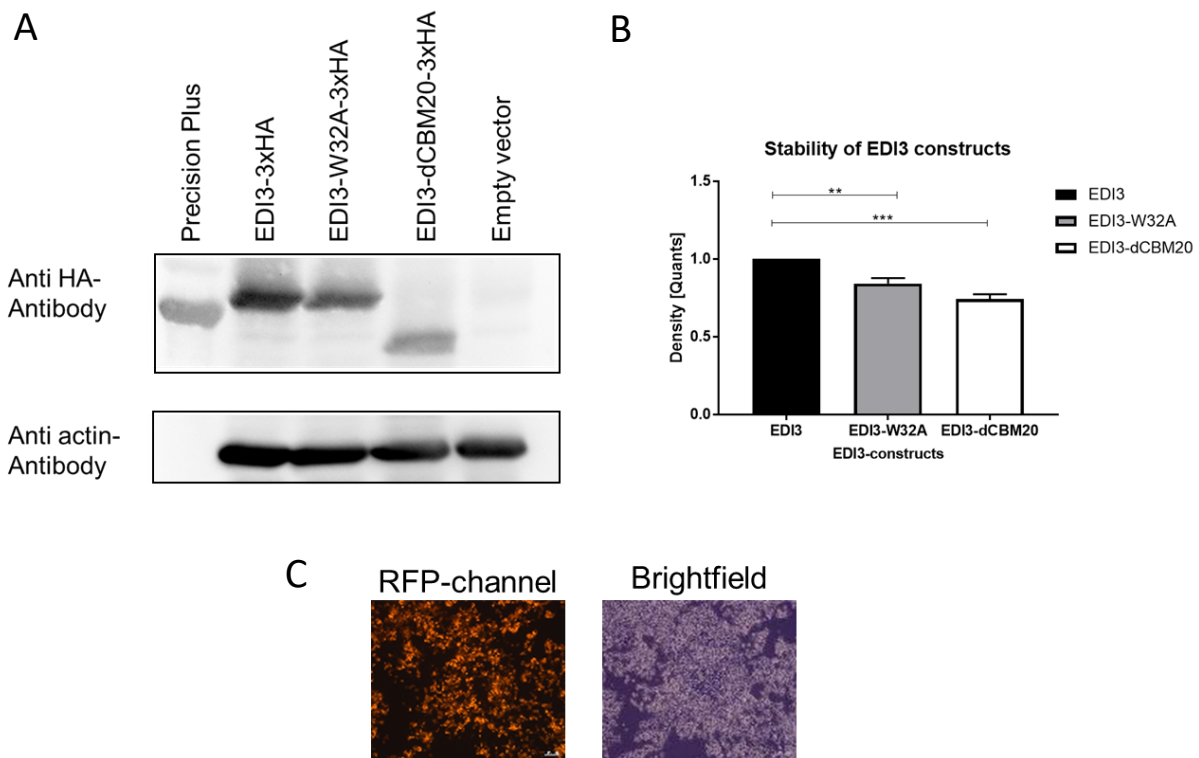 A
Precision Plus
EDI3-3xHA
EDI3-W32A-3xHA
EDI3-dCBM20-3xHA
Empty vector
Anti HA-
Antibody
Anti actin-
Antibody
B
Stability of EDI3 constructs
Density [Quants]
1.5
1.0
0.5
0.0
**
***
EDI3
EDI3-W32A
EDI3-dCBM20
EDI3
EDI3-W32A
EDI3-dCBM20
EDI3-constructs
C
RFP-channel
Brightfield